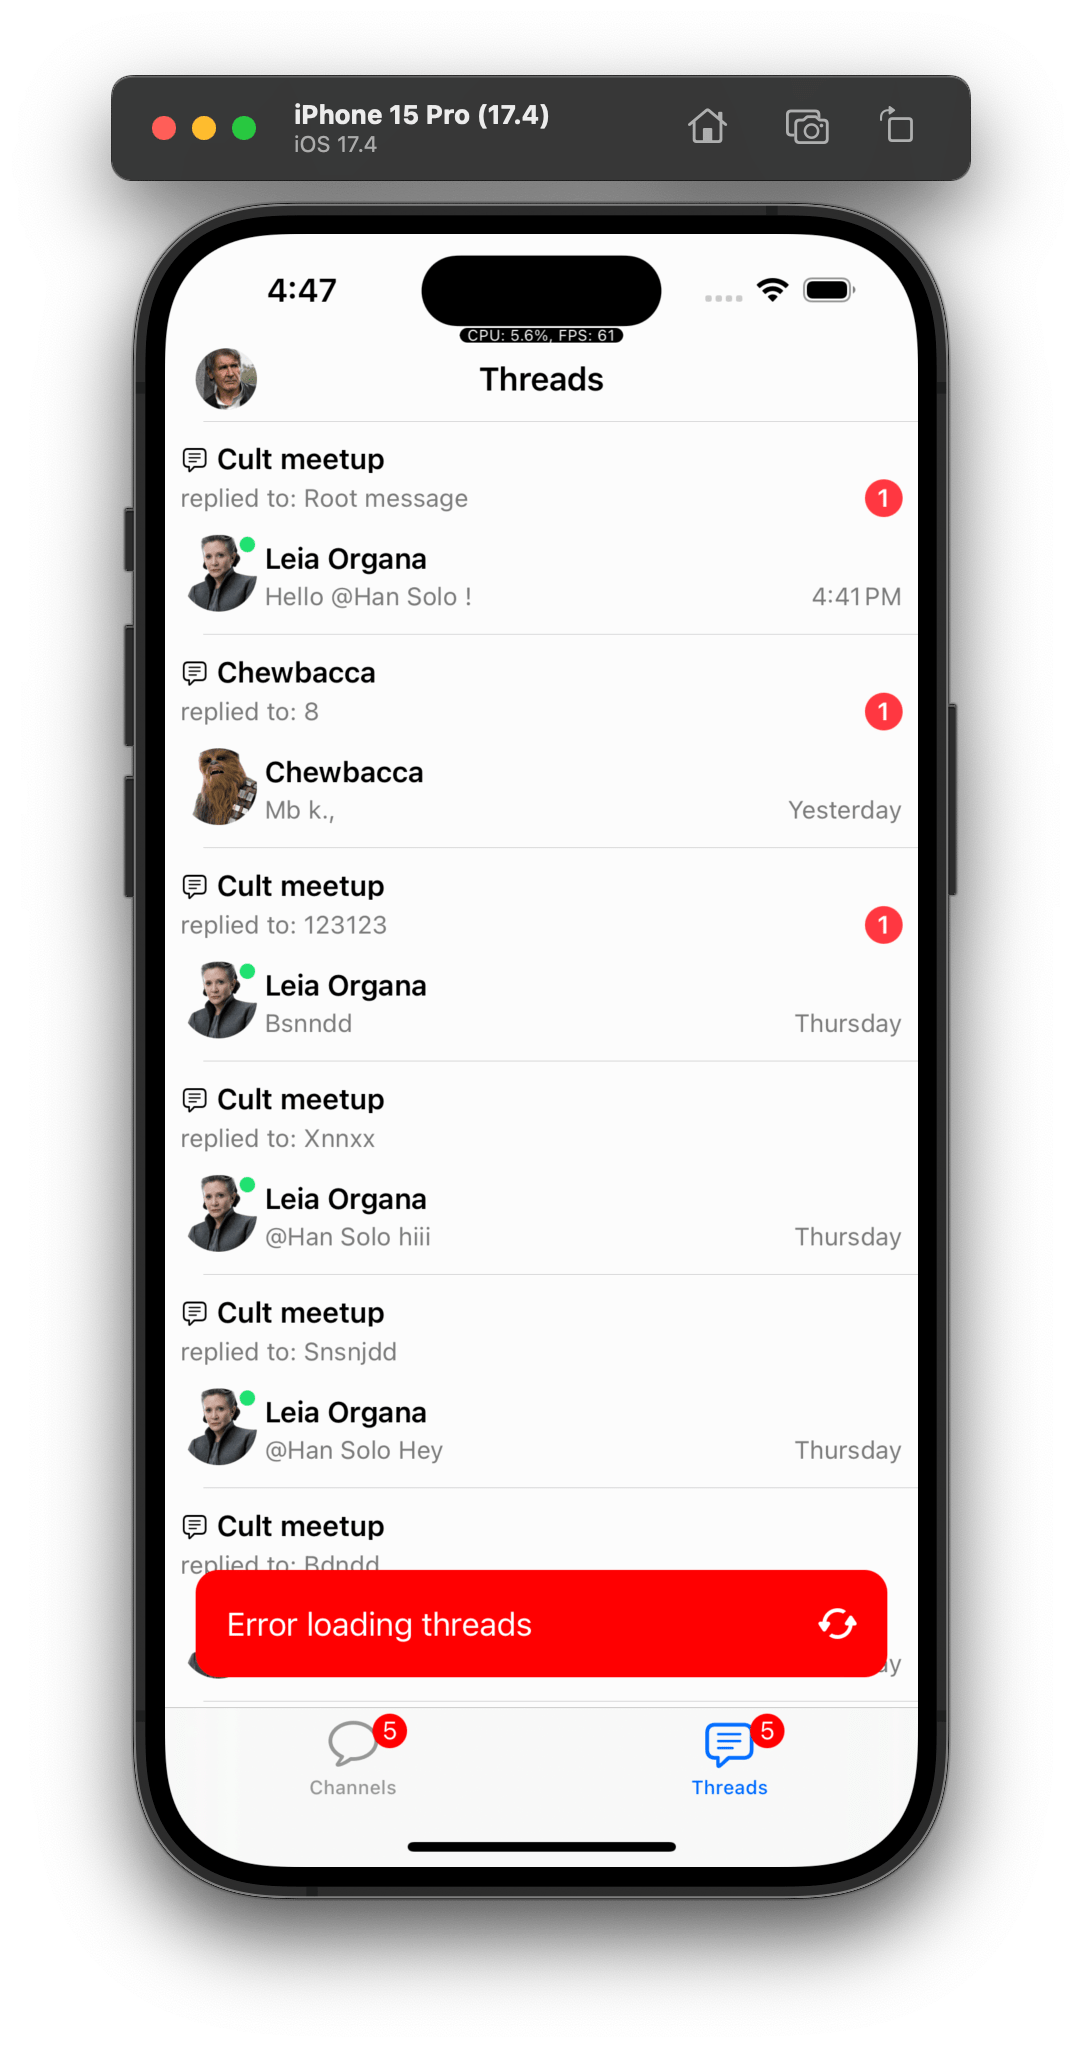 iPhone 15 Pro (17.4)
iOS 17.4
4:47
CPU: 5.6%, FPS: 61
Threads
Cult meetup
replied to: Root message
1
Leia Organa
Hello @Han Solo !
4:41 PM
Chewbacca
replied to: 8
1
Chewbacca
Mb k.,
Yesterday
Cult meetup
replied to: 123123
1
Leia Organa
Bsnndd
Thursday
Cult meetup
replied to: Xnnxx
Leia Organa
@Han Solo hiii
Thursday
Cult meetup
replied to: Snsnjdd
Leia Organa
@Han Solo Hey
Thursday
Cult meetup
replied to: Bdndd
Error loading threads
5
5
Channels
Threads